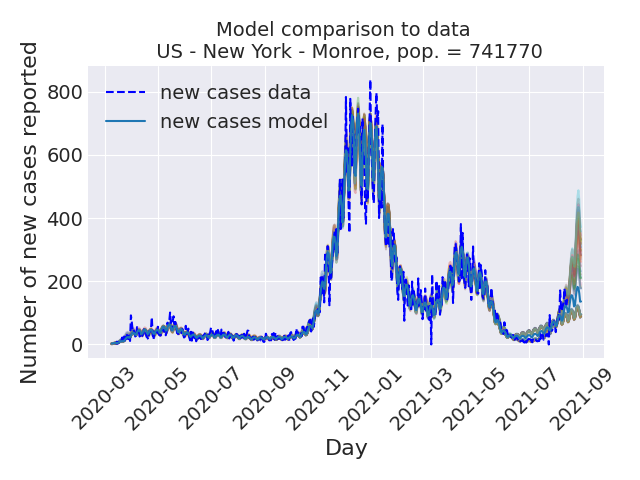 Model comparison to data
US - New York - Monroe, pop. = 741770
Number of new cases reported
800
600
400
200
0
new cases data
new cases model
2020-03
2020-05
2020-07
2020-09
2020-11
2021-01
2021-03
2021-05
2021-07
2021-09
Day